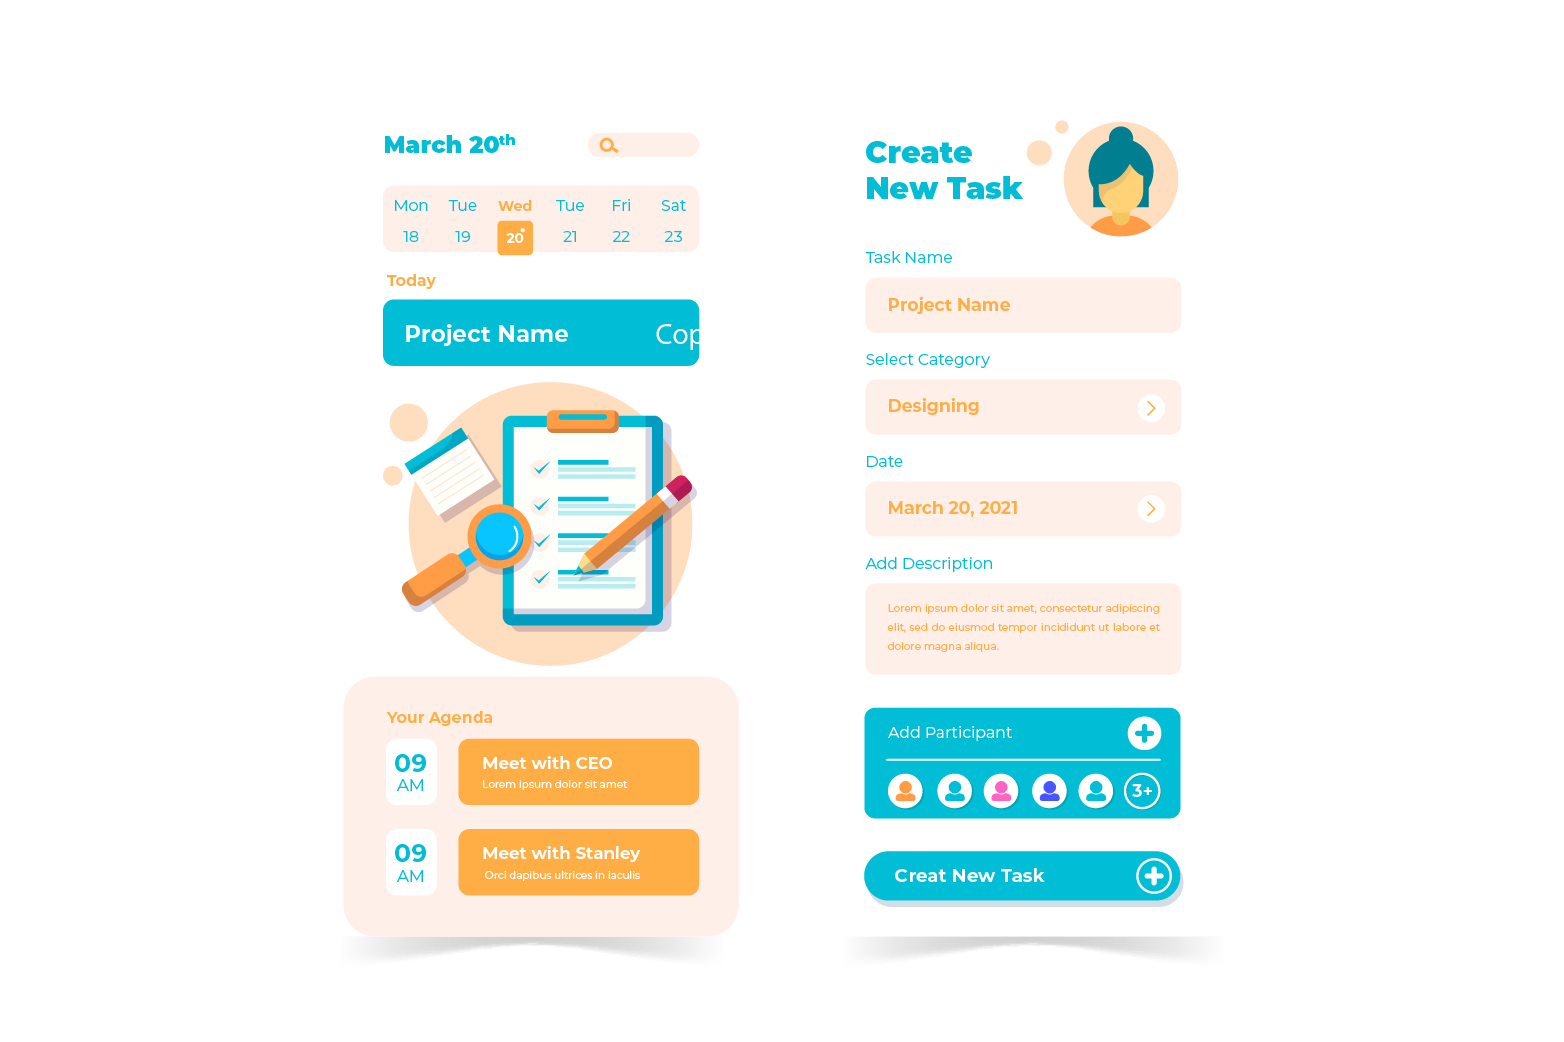 March 20th
Mon Tue Wed Tue Fri Sat
18 19 20 21 22 23
Today
Project Name Cop
Your Agenda
09 AM
Meet with CEO
Lorem ipsum dolor sit amet
09 AM
Meet with Stanley
Orci dapibus ultrices in iaculis
Create
New Task
Task Name
Project Name
Select Category
Designing
Date
March 20, 2021
Add Description
Lorem ipsum dolor sit amet, consectetur adipiscing
elit, sed do eiusmod tempor incididunt ut labore et
dolore magna aliqua.
Add Participant
3+
Creat New Task